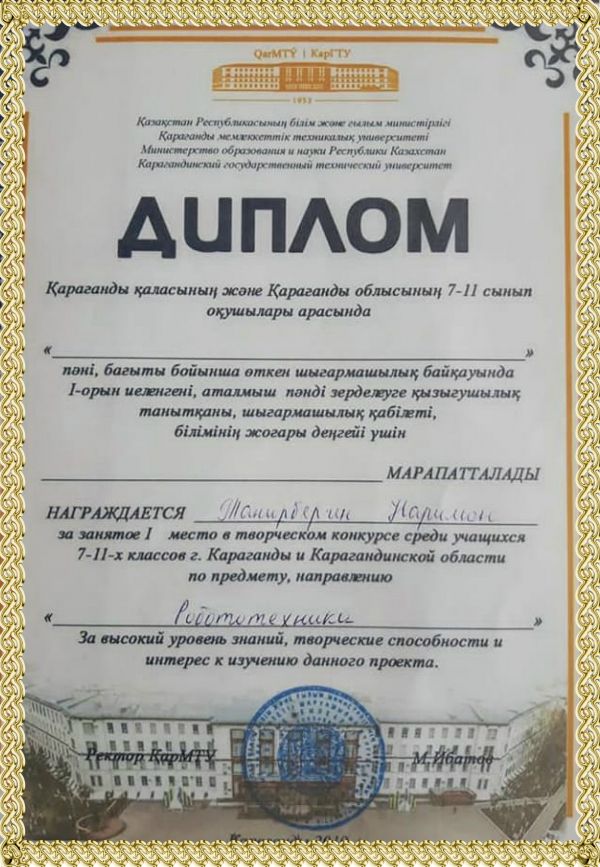 QarMTÝ | КарГТУ
1953
Қазақстан Республикасының білім және ғылым министірлігі
Қарағанды мемлеккеттік техникалық университеті
Министерство образования и науки Республики Казахстан
Карагандинский государственный технический университет
ДИПЛОМ
Қарағанды қаласының және Қарағанды облысының 7-11 сынып
оқушылары арасында
« »
пәні, бағыты бойынша өткен шығармашылық байқауында
I-орын иеленгені, аталмыш пәнді зерделеуге қызығушылық
танытқаны, шығармашылық қабілеті,
білімінің жоғары деңгейі үшін
МАРАПАТТАЛАДЫ
НАГРАЖДАЕТСЯ Танирберген Нариман
за занятое I место в творческом конкурсе среди учащихся
7-11-х классов г. Караганды и Карагандинской области
по предмету, направлению
« Робототехники »
За высокий уровень знаний, творческие способности и
интерес к изучению данного проекта.
Ректор КарМТУ М.Ибатов